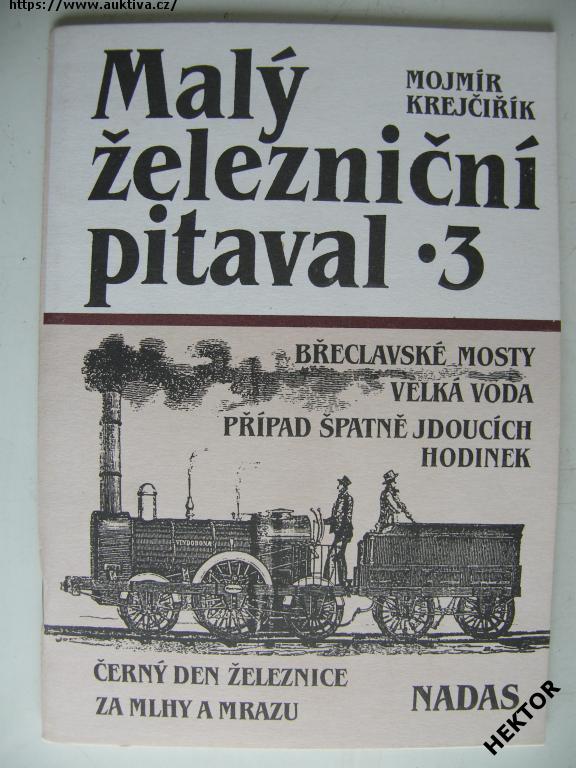 https://www.auktiva.cz/
Malý
železniční
pitaval · 3
MOJMÍR
KREJČIŘÍK
BŘECLAVSKÉ MOSTY
VELKÁ VODA
PŘÍPAD ŠPATNĚ JDOUCÍCH
HODINEK
VINDOBONA
ČERNÝ DEN ŽELEZNICE
ZA MLHY A MRAZU
NADAS
HEKTOR